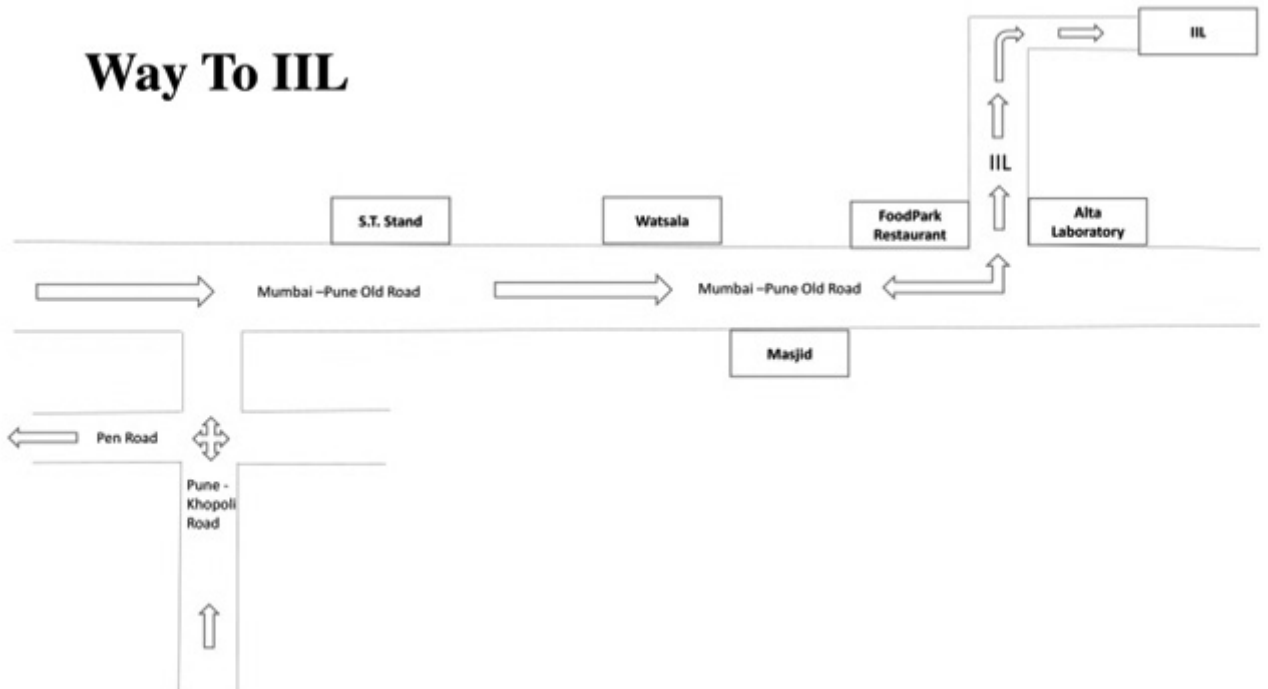 Way To IIL
IIL
IIL
S.T. Stand
Watsala
FoodPark
Restaurant
Alta
Laboratory
Mumbai –Pune Old Road
Mumbai –Pune Old Road
Masjid
Pen Road
Pune -
Khopoli
Road